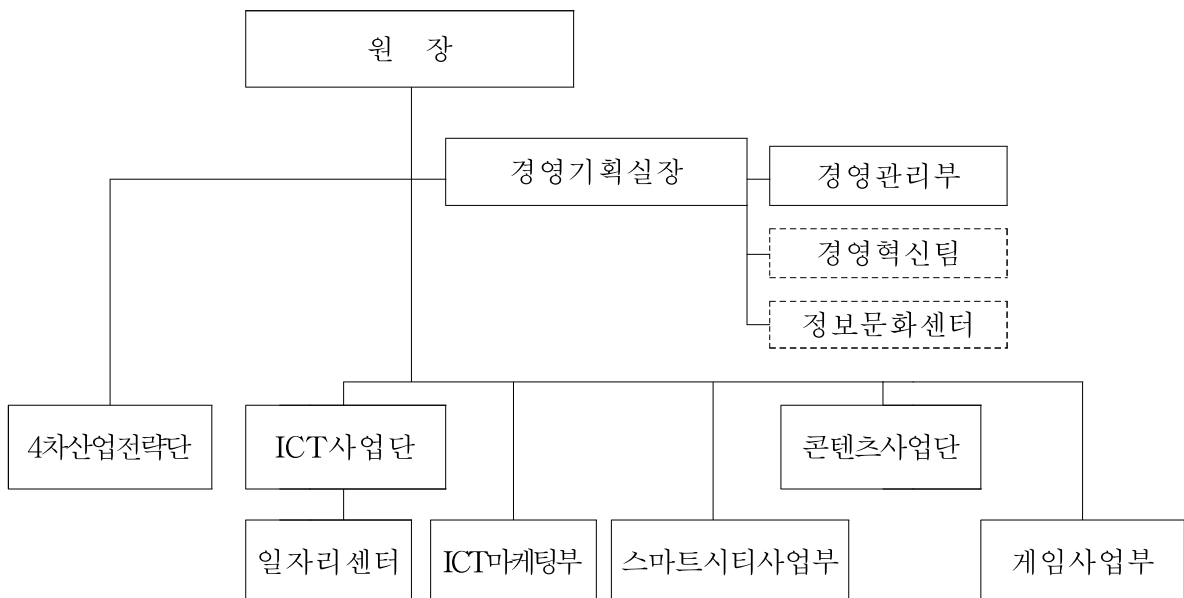 원 장
경영기획실장
경영관리부
경영혁신팀
정보문화센터
4차산업전략단
ICT사업단
콘텐츠사업단
일자리센터
ICT마케팅부
스마트시티사업부
게임사업부